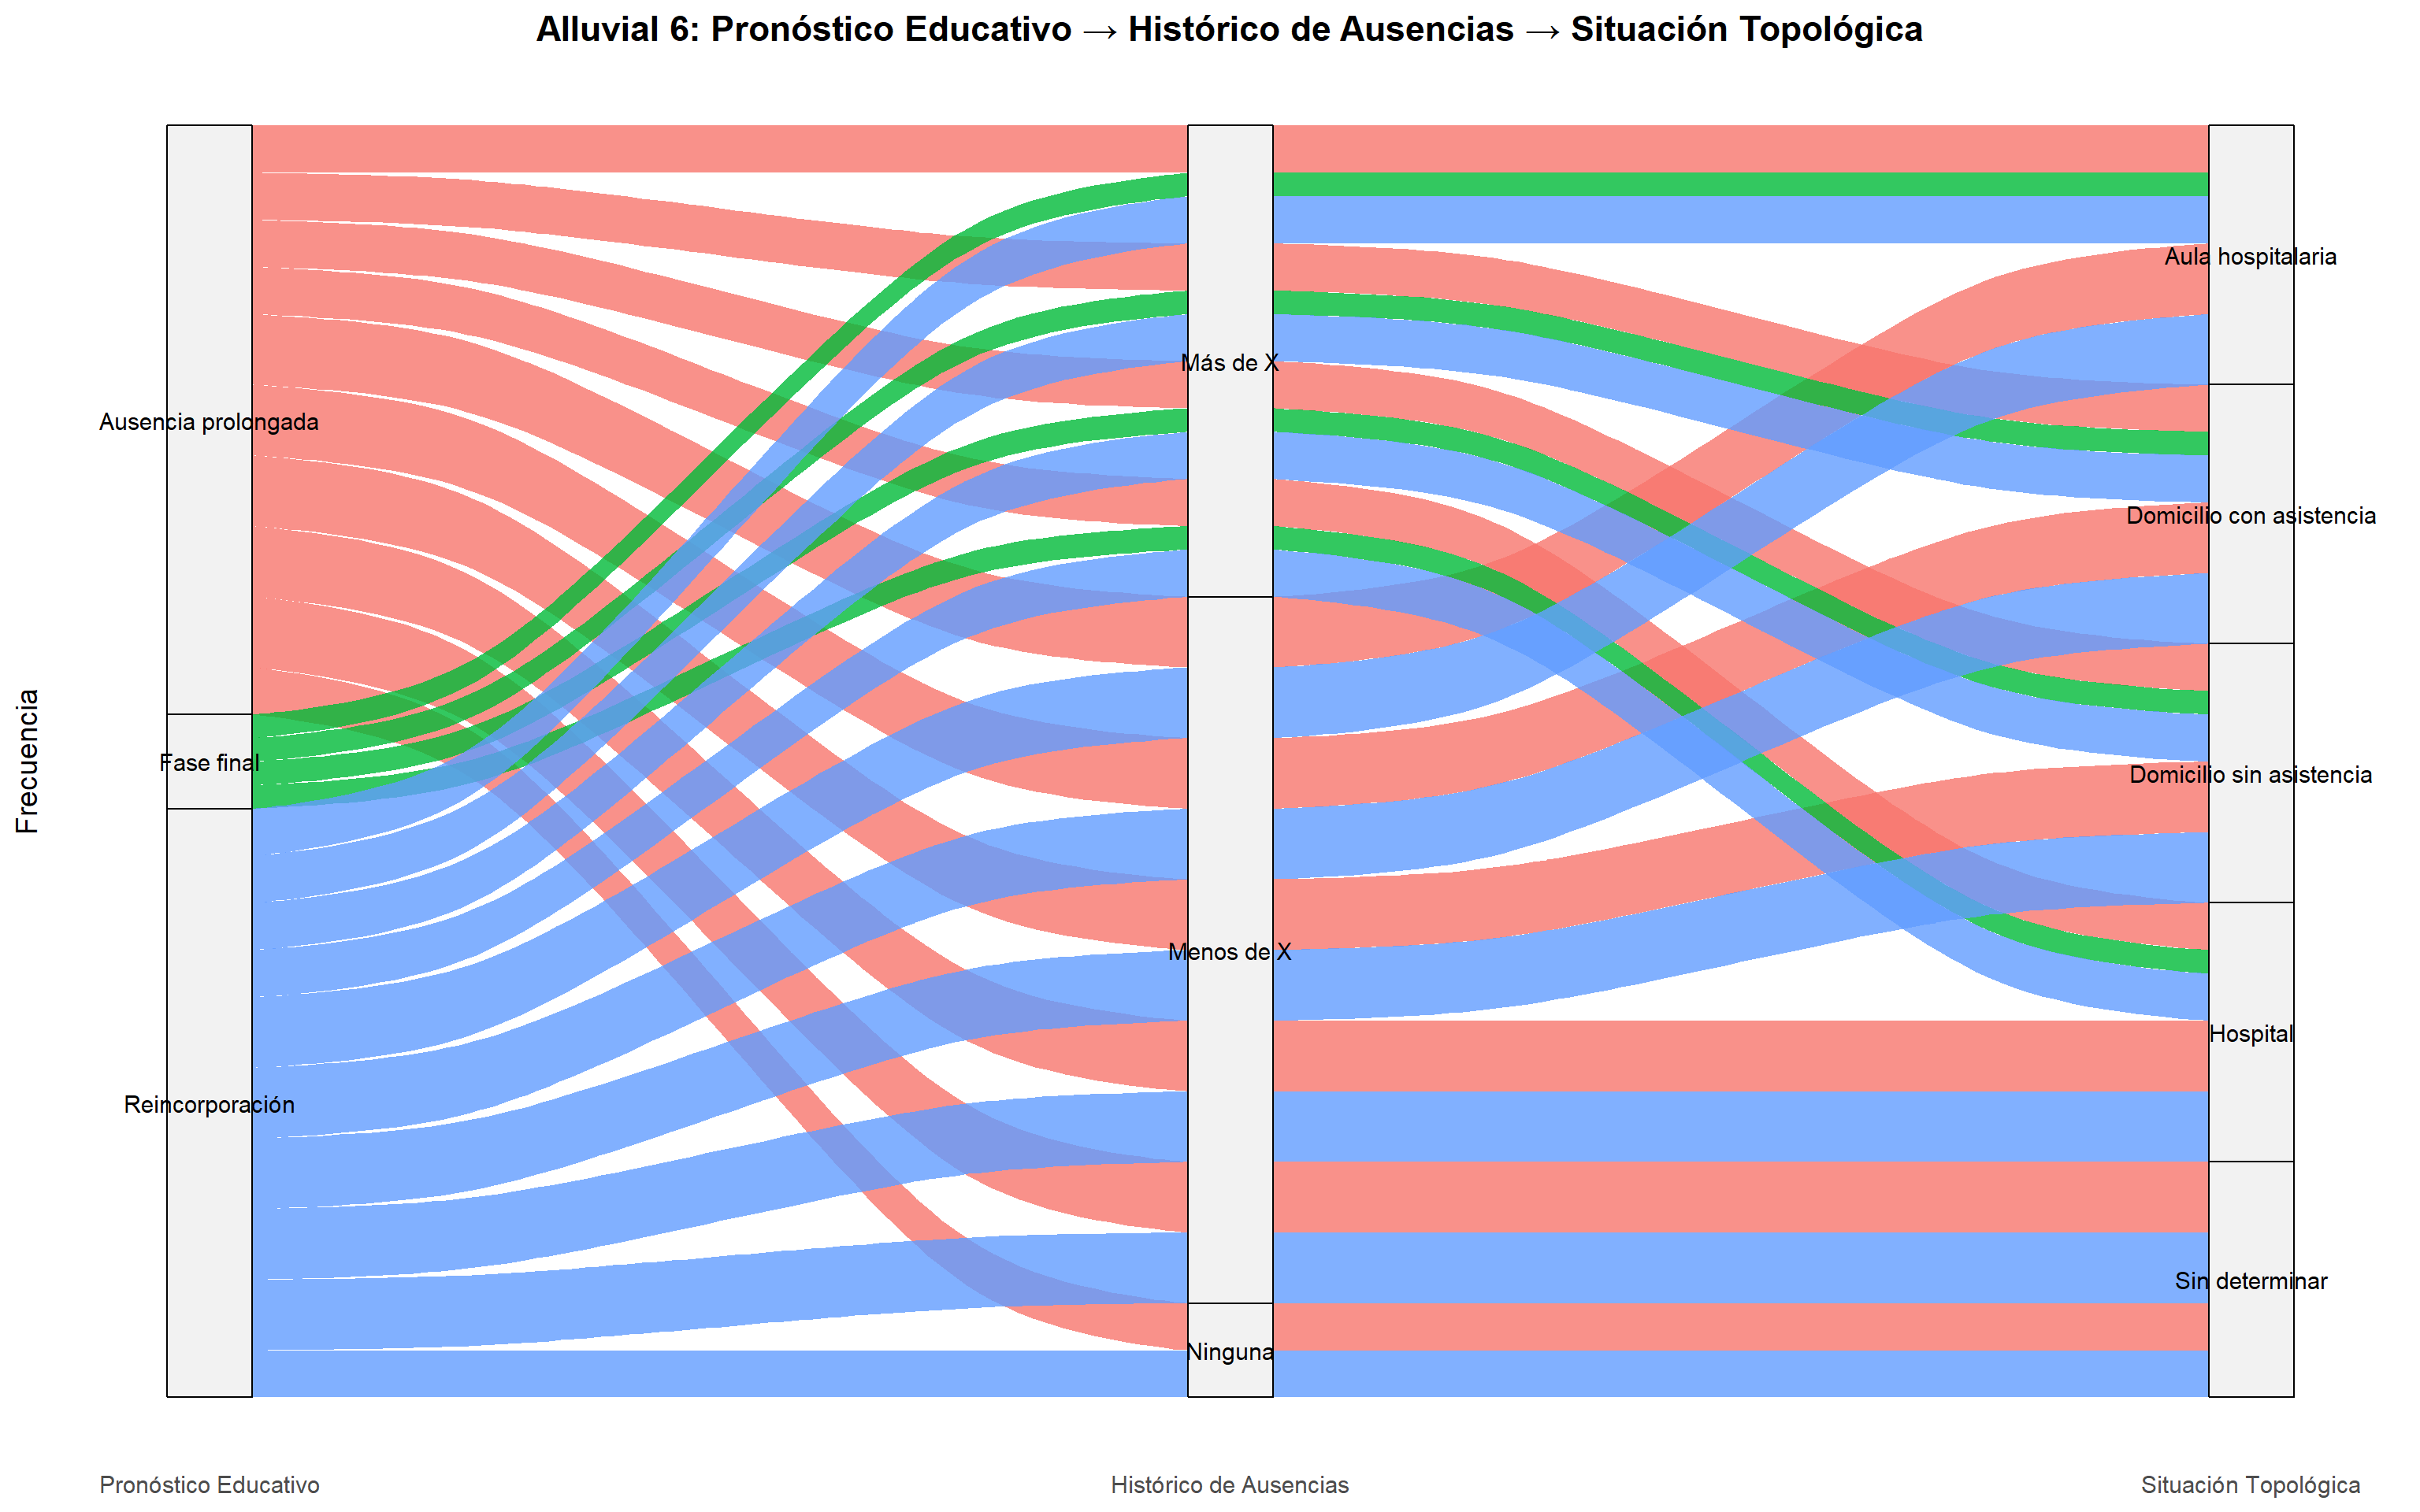 Alluvial 6: Pronóstico Educativo → Histórico de Ausencias → Situación Topológica
Frecuencia
Ausencia prolongada
Fase final
Reincorporación
Más de X
Menos de X
Ninguna
Aula hospitalaria
Domicilio con asistencia
Domicilio sin asistencia
Hospital
Sin determinar
Pronóstico Educativo
Histórico de Ausencias
Situación Topológica